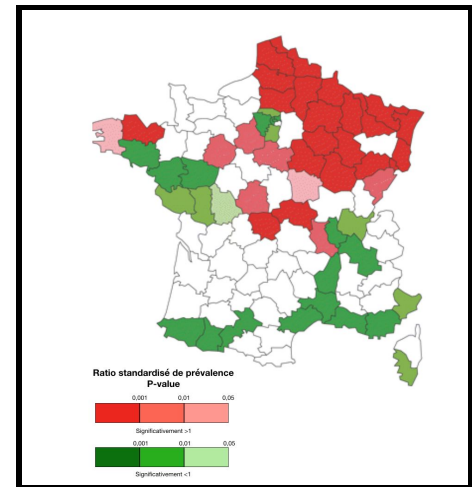 Ratio standardisé de prévalence
P-value
0,001 0,01 0,05
Significativement >1
0,001 0,01 0,05
Significativement <1